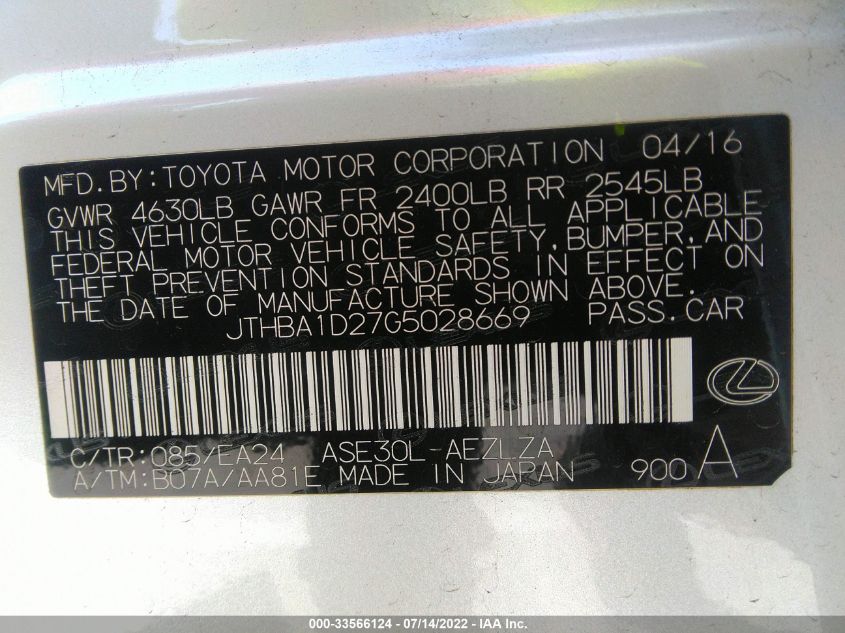 MFD.BY:TOYOTA MOTOR CORPORATION 04/16
GVWR 4630LB GAWR FR 2400LB RR 2545LB
THIS VEHICLE CONFORMS TO ALL APPLICABLE
FEDERAL MOTOR VEHICLE SAFETY,BUMPER,AND
THEFT PREVENTION STANDARDS IN EFFECT ON
THE DATE OF MANUFACTURE SHOWN ABOVE.
JTHBA1D27G5028669 PASS.CAR
C/TR:085/EA24 ASE30L-AEZLZA
A/TM:B07A/AA81E MADE IN JAPAN 900 A
000-33566124 / 07/14/2022 / IAA Inc.